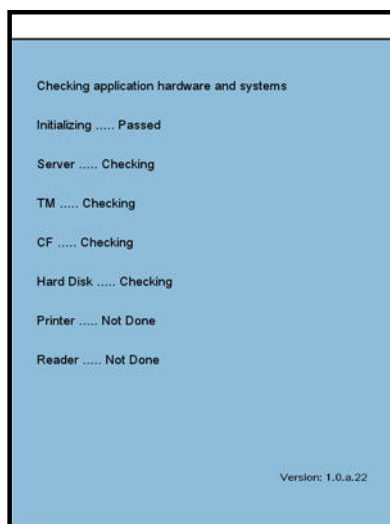 Checking application hardware and systems
Initializing ..... Passed
Server ..... Checking
TM ..... Checking
CF ..... Checking
Hard Disk ..... Checking
Printer ..... Not Done
Reader ..... Not Done
Version: 1.0.a.22